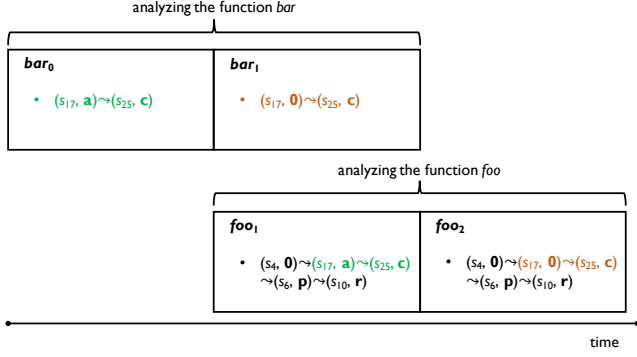 analyzing the function bar
bar₀
bar₁
• (s₁₇, a)⤳(s₂₅, c)
• (s₁₇, 0)⤳(s₂₅, c)
analyzing the function foo
foo₁
foo₂
• (s₄, 0)⤳(s₁₇, a)⤳(s₂₅, c)
⤳(s₆, p)⤳(s₁₀, r)
• (s₄, 0)⤳(s₁₇, 0)⤳(s₂₅, c)
⤳(s₆, p)⤳(s₁₀, r)
time